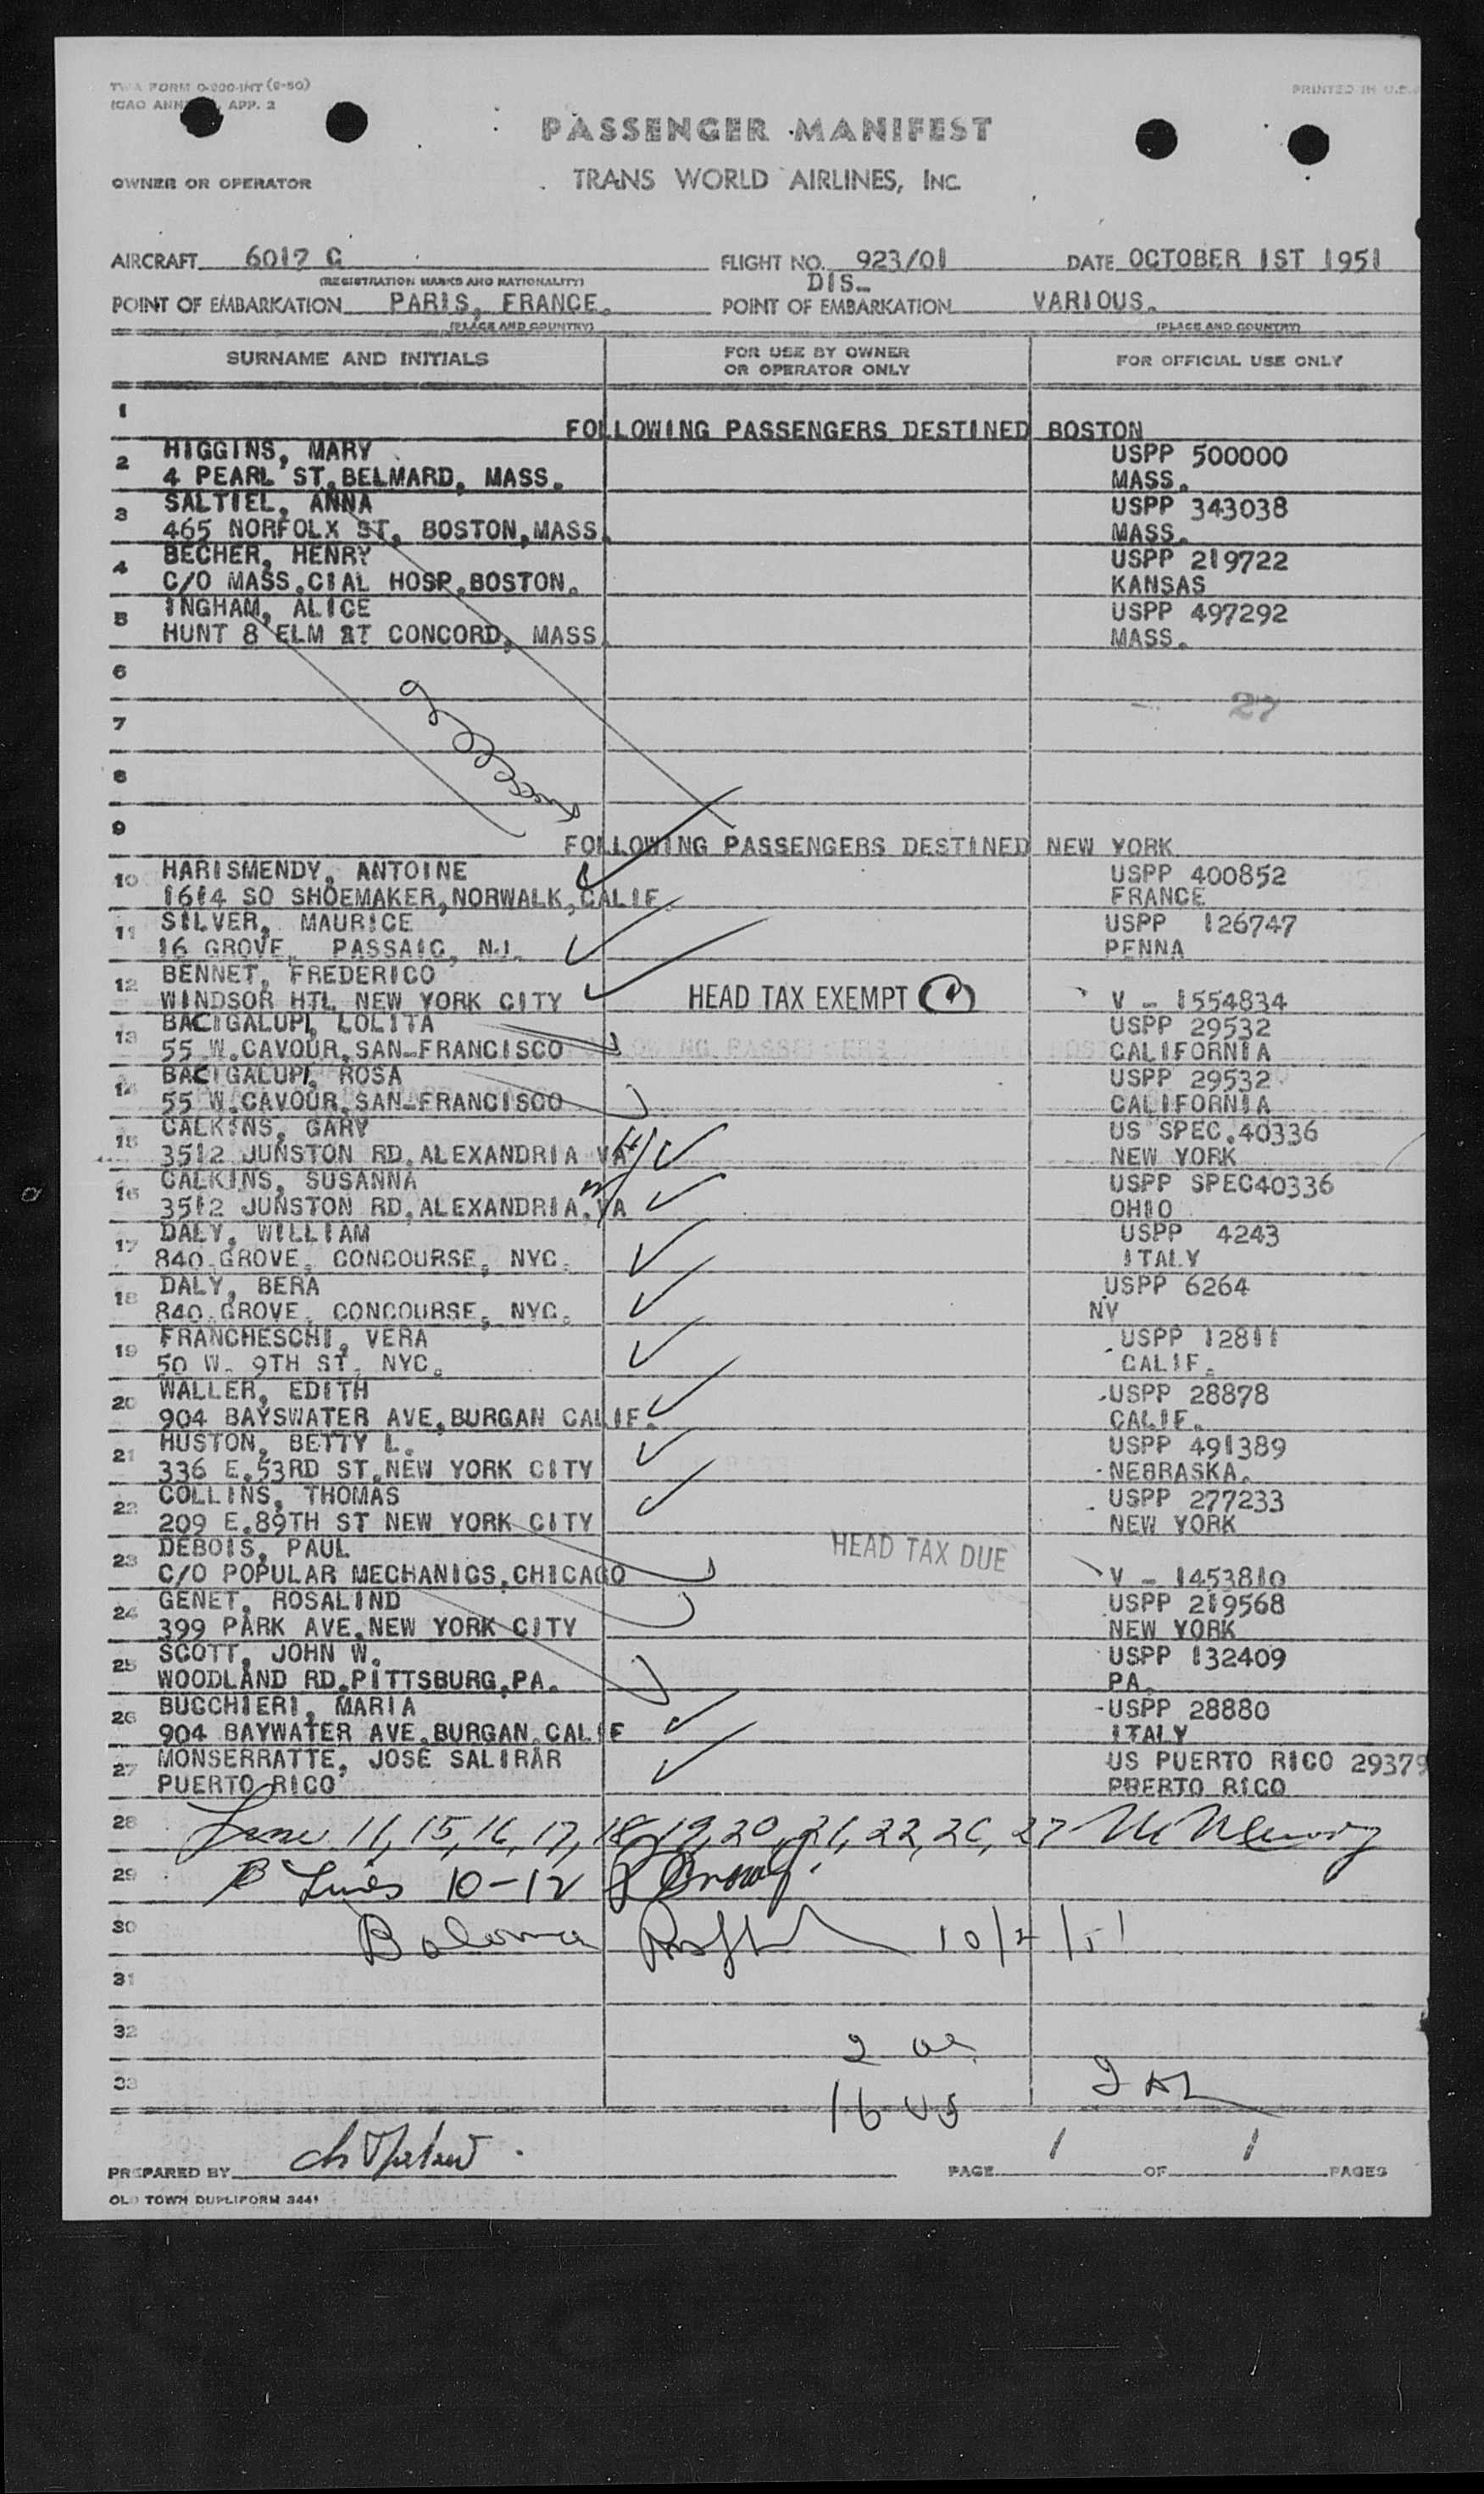 TWA FORM 0-200-INT (9-50)
ICAO ANNEX APP. 2
PRINTED IN U.S.A
PASSENGER MANIFEST
OWNER OR OPERATOR
TRANS WORLD AIRLINES, INC.
AIRCRAFT 6017 C FLIGHT NO. 923/01 DATE OCTOBER 1ST 1951
(REGISTRATION MARKS AND NATIONALITY) DIS-
POINT OF EMBARKATION PARIS, FRANCE. POINT OF EMBARKATION VARIOUS.
(PLACE AND COUNTRY) (PLACE AND COUNTRY)
SURNAME AND INITIALS FOR USE BY OWNER OR OPERATOR ONLY FOR OFFICIAL USE ONLY
1 FOLLOWING PASSENGERS DESTINED BOSTON
2 HIGGINS, MARY USPP 500000
4 PEARL ST, BELMARD, MASS. MASS.
3 SALTIEL, ANNA USPP 343038
465 NORFOLX ST, BOSTON, MASS. MASS.
4 BECHER, HENRY USPP 219722
C/O MASS.CIAL HOSP.BOSTON. KANSAS
5 INGHAM, ALICE USPP 497292
HUNT 8 ELM ST CONCORD, MASS. MASS.
6
7 27
8
9 FOLLOWING PASSENGERS DESTINED NEW YORK
10 HARISMENDY, ANTOINE USPP 400852
1614 SO SHOEMAKER, NORWALK, CALIF. FRANCE
11 SILVER, MAURICE USPP 126747
16 GROVE, PASSAIC, NJ. PENNA
12 BENNET, FREDERICO
WINDSOR HTL NEW YORK CITY HEAD TAX EXEMPT V - 1554834
13 BACIGALUPI, LOLITA USPP 29532
55 W.CAVOUR, SAN-FRANCISCO CALIFORNIA
14 BACIGALUPI, ROSA USPP 29532
55 W.CAVOUR, SAN-FRANCISCO CALIFORNIA
15 CALKINS, GARY US SPEC.40336
3512 JUNSTON RD, ALEXANDRIA VA NEW YORK
16 CALKINS, SUSANNA USPP SPEC40336
3512 JUNSTON RD, ALEXANDRIA, VA OHIO
17 DALY, WILLIAM USPP 4243
840 GROVE, CONCOURSE, NYC. ITALY
18 DALY, BERA USPP 6264
840 GROVE, CONCOURSE, NYC. NY
19 FRANCHESCHI, VERA USPP 12811
50 W. 9TH ST, NYC. CALIF.
20 WALLER, EDITH USPP 28878
904 BAYSWATER AVE, BURGAN CALIF. CALIF.
21 HUSTON, BETTY L. USPP 491389
336 E.53RD ST, NEW YORK CITY NEBRASKA.
22 COLLINS, THOMAS USPP 277233
209 E.89TH ST NEW YORK CITY NEW YORK
23 DEBOIS, PAUL HEAD TAX DUE
C/O POPULAR MECHANICS, CHICAGO V - 1453810
24 GENET, ROSALIND USPP 219568
399 PARK AVE, NEW YORK CITY NEW YORK
25 SCOTT, JOHN W. USPP 132409
WOODLAND RD, PITTSBURG, PA. PA.
26 BUCCHIERI, MARIA USPP 28880
904 BAYWATER AVE, BURGAN, CALIF ITALY
27 MONSERRATTE, JOSE SALIRAR US PUERTO RICO 29379
PUERTO RICO PUERTO RICO
28 Lines 11, 15, 16, 17, 18, 19, 20, 21, 22, 26, 27
29 Lines 10-12
30 Balance 10/2/51
31
32 2
33 16 US
PREPARED BY PAGE 1 OF 1 PAGES
OLD TOWN DUPLIFORM 3441